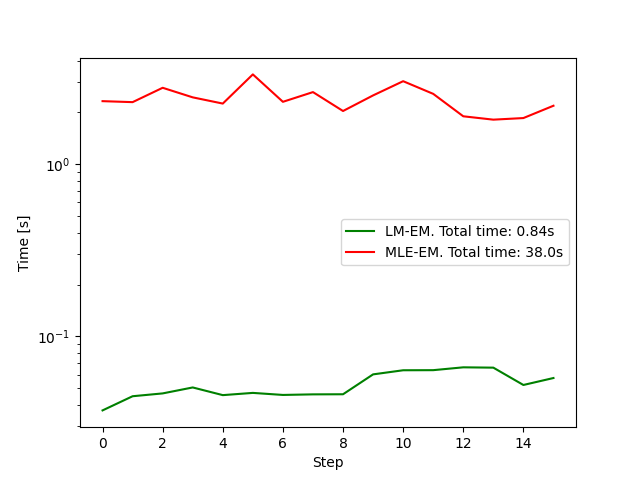 Time [s]
10⁰
10⁻¹
LM-EM. Total time: 0.84s
MLE-EM. Total time: 38.0s
0 2 4 6 8 10 12 14
Step